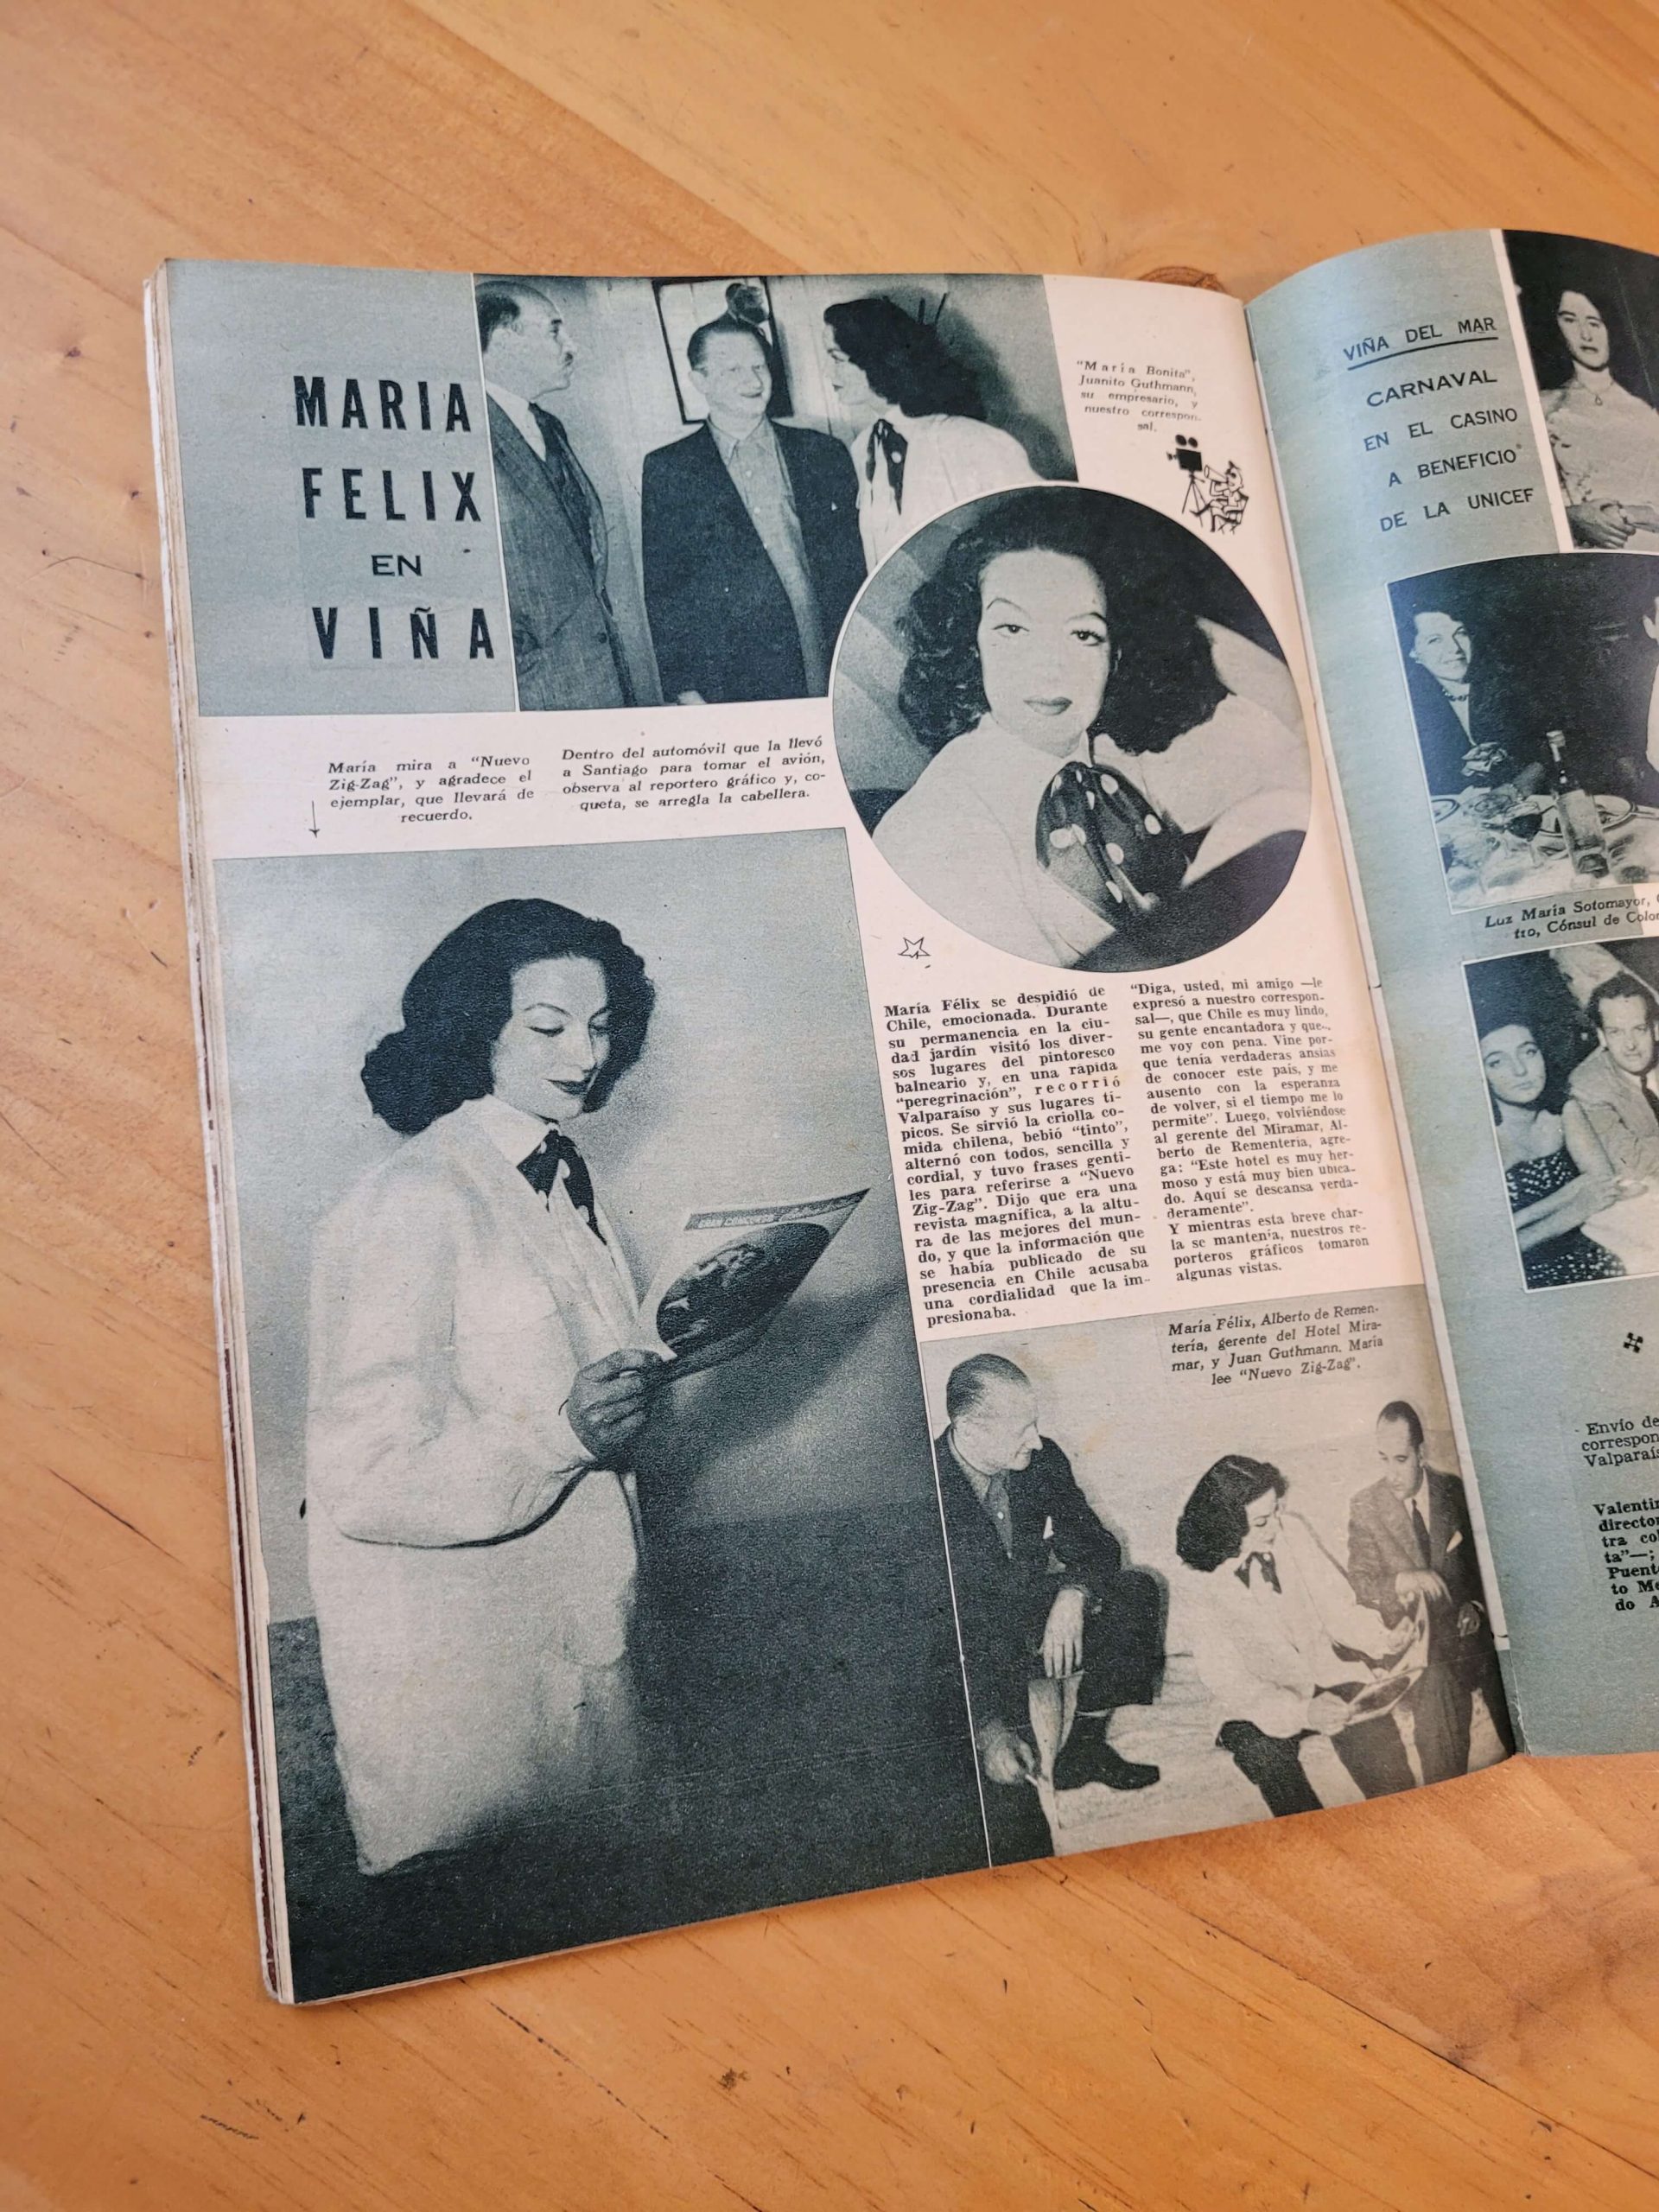 MARIA
FELIX
EN
VIÑA
"María Bonita",
Juanito Guthmann,
su empresario, y
nuestro correspon-
sal.
María mira a "Nuevo
Zig-Zag", y agradece el
ejemplar, que llevará de
recuerdo.
Dentro del automóvil que la llevó
a Santiago para tomar el avión,
observa al reportero gráfico y, co-
queta, se arregla la cabellera.
María Félix se despidió de
Chile, emocionada. Durante
su permanencia en la ciu-
dad jardín visitó los diver-
sos lugares del pintoresco
balneario y, en una rápida
"peregrinación", recorrió
Valparaíso y sus lugares tí-
picos. Se sirvió la criolla co-
mida chilena, bebió "tinto",
alternó con todos, sencilla y
cordial, y tuvo frases genti-
les para referirse a "Nuevo
Zig-Zag". Dijo que era una
revista magnífica, a la altu-
ra de las mejores del mun-
do, y que la información que
se había publicado de su
presencia en Chile acusaba
una cordialidad que la im-
presionaba.
"Diga, usted, mi amigo —le
expresó a nuestro correspon-
sal—, que Chile es muy lindo,
su gente encantadora y que...
me voy con pena. Vine por-
que tenía verdaderas ansias
de conocer este país, y me
ausento con la esperanza
de volver, si el tiempo me lo
permite". Luego, volviéndose
al gerente del Miramar, Al-
berto de Rementería, agre-
ga: "Este hotel es muy her-
moso y está muy bien ubica-
do. Aquí se descansa verda-
deramente".
Y mientras esta breve char-
la se mantenía, nuestros re-
porteros gráficos tomaron
algunas vistas.
María Félix, Alberto de Remen-
tería, gerente del Hotel Mira-
mar, y Juan Guthmann. María
lee "Nuevo Zig-Zag".
VIÑA DEL MAR
CARNAVAL
EN EL CASINO
A BENEFICIO
DE LA UNICEF
Luz María Sotomayor,
tro, Cónsul de Colo
Envío de
correspon
Valparaís
Valentin
director
tra co
ta"—;
Puent
to Me
do A